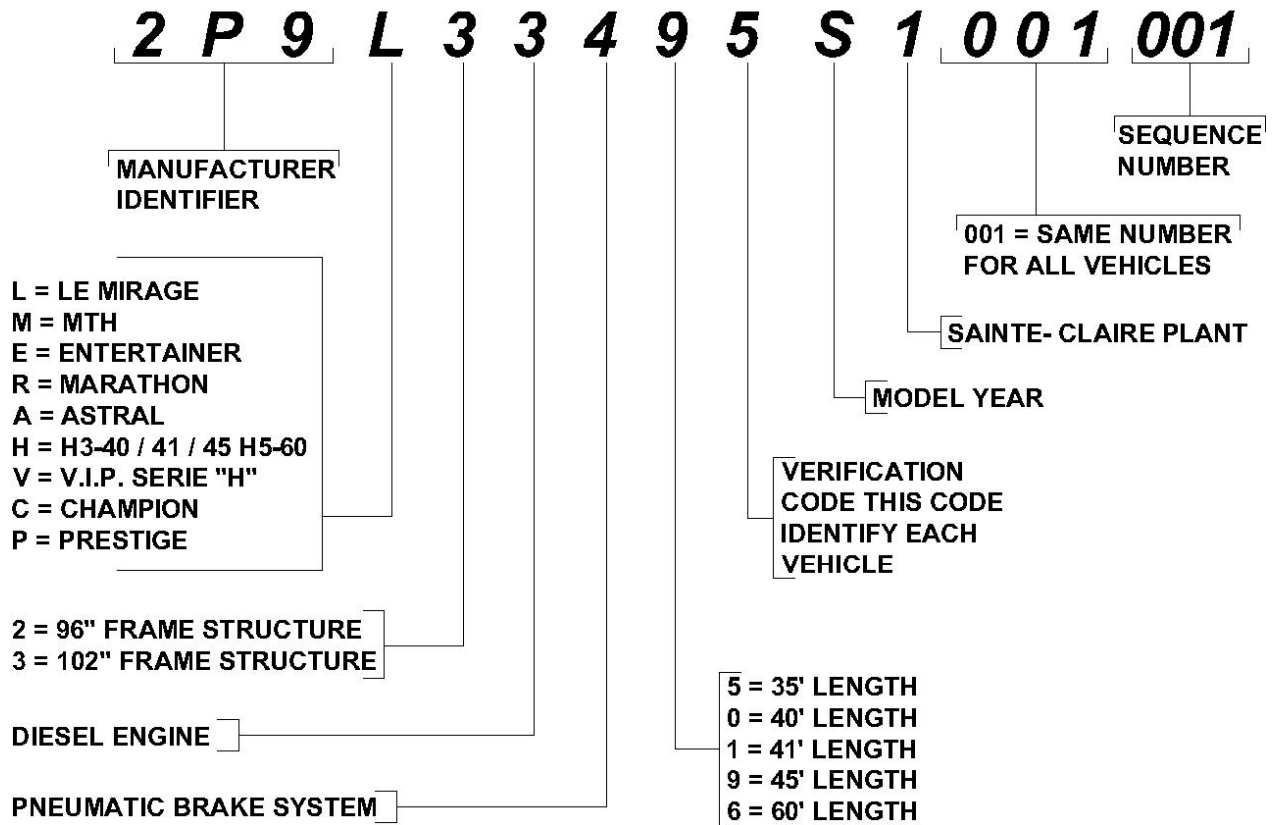 2 P 9 L 3 3 4 9 5 S 1 0 0 1 001
SEQUENCE
NUMBER
MANUFACTURER
IDENTIFIER
001 = SAME NUMBER
FOR ALL VEHICLES
L = LE MIRAGE
M = MTH
E = ENTERTAINER
R = MARATHON
A = ASTRAL
H = H3-40 / 41 / 45 H5-60
V = V.I.P. SERIE "H"
C = CHAMPION
P = PRESTIGE
SAINTE- CLAIRE PLANT
MODEL YEAR
VERIFICATION
CODE THIS CODE
IDENTIFY EACH
VEHICLE
2 = 96" FRAME STRUCTURE
3 = 102" FRAME STRUCTURE
DIESEL ENGINE
PNEUMATIC BRAKE SYSTEM
5 = 35' LENGTH
0 = 40' LENGTH
1 = 41' LENGTH
9 = 45' LENGTH
6 = 60' LENGTH